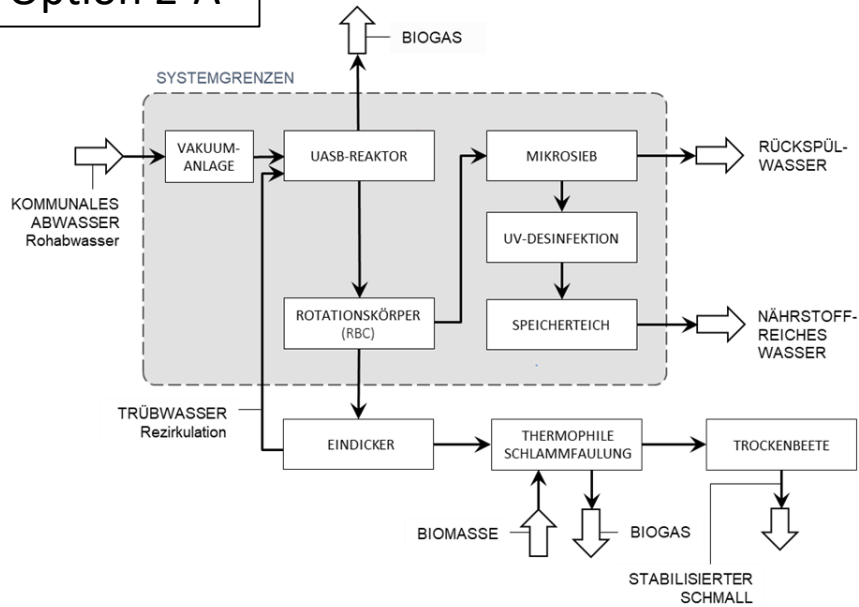 Option 2-A
BIOGAS
SYSTEMGRENZEN
VAKUUM-
ANLAGE
UASB-REAKTOR
MIKROSIEB
RÜCKSPÜL-
WASSER
KOMMUNALES
ABWASSER
Rohabwasser
UV-DESINFEKTION
ROTATIONSKÖRPER
(RBC)
SPEICHERTEICH
NÄHRSTOFF-
REICHES
WASSER
TRÜBWASSER
Rezirkulation
EINDICKER
THERMOPHILE
SCHLAMMFAULUNG
TROCKENBEETE
BIOMASSE
BIOGAS
STABILISIERTER
SCHMALL